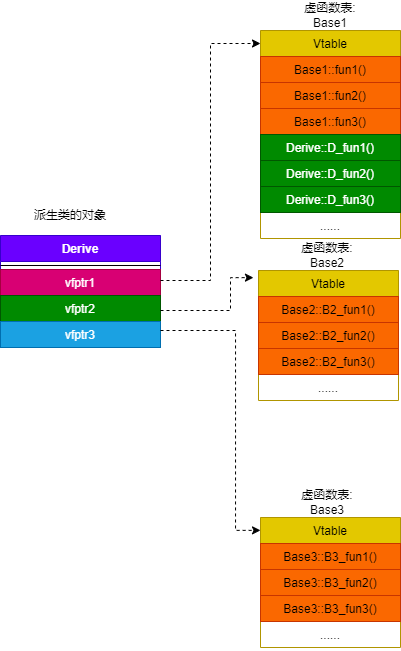 虚函数表:
Base1
Vtable
Base1::fun1()
Base1::fun2()
Base1::fun3()
Derive::D_fun1()
Derive::D_fun2()
Derive::D_fun3()
......
派生类的对象
Derive
vfptr1
vfptr2
vfptr3
虚函数表:
Base2
Vtable
Base2::B2_fun1()
Base2::B2_fun2()
Base2::B2_fun3()
......
虚函数表:
Base3
Vtable
Base3::B3_fun1()
Base3::B3_fun2()
Base3::B3_fun3()
......